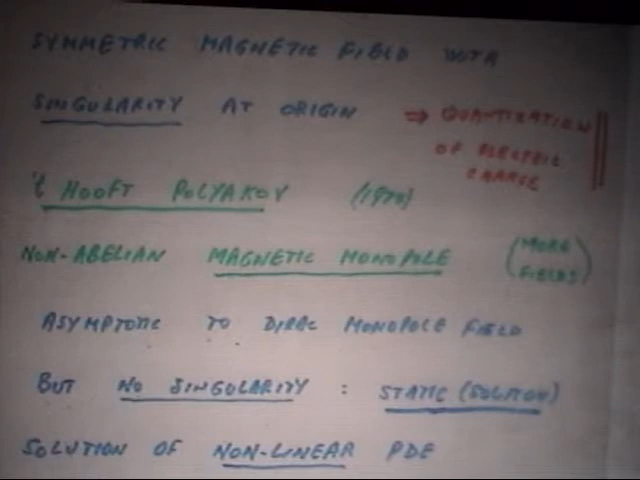 SYMMETRIC MAGNETIC FIELD WITH
SINGULARITY AT ORIGIN ⇒ QUANTIZATION
OF ELECTRIC
CHARGE
't HOOFT POLYAKOV
NON-ABELIAN MAGNETIC MONOPOLE (MORE
FIELDS)
ASYMPTOTIC TO DIRAC MONOPOLE FIELD
BUT NO SINGULARITY : STATIC (SOLITON)
SOLUTION OF NON-LINEAR PDE